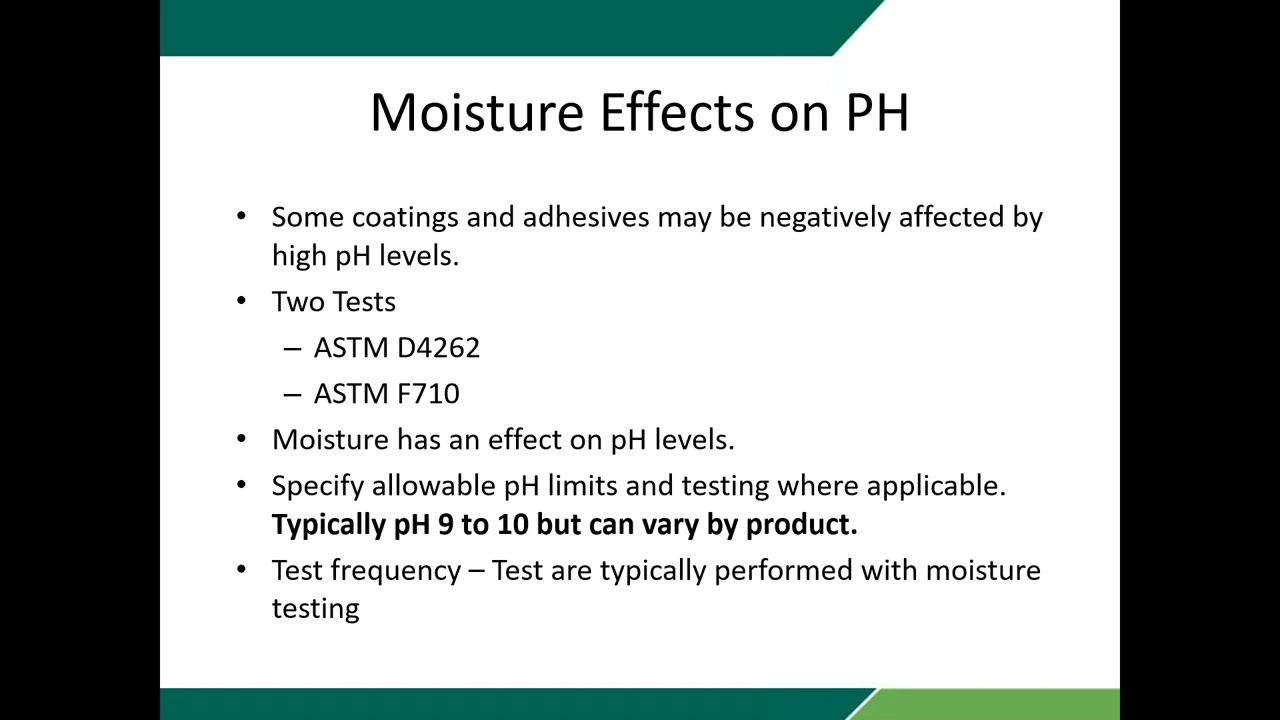 Moisture Effects on PH
• Some coatings and adhesives may be negatively affected by
high pH levels.
• Two Tests
– ASTM D4262
– ASTM F710
• Moisture has an effect on pH levels.
• Specify allowable pH limits and testing where applicable.
Typically pH 9 to 10 but can vary by product.
• Test frequency – Test are typically performed with moisture
testing